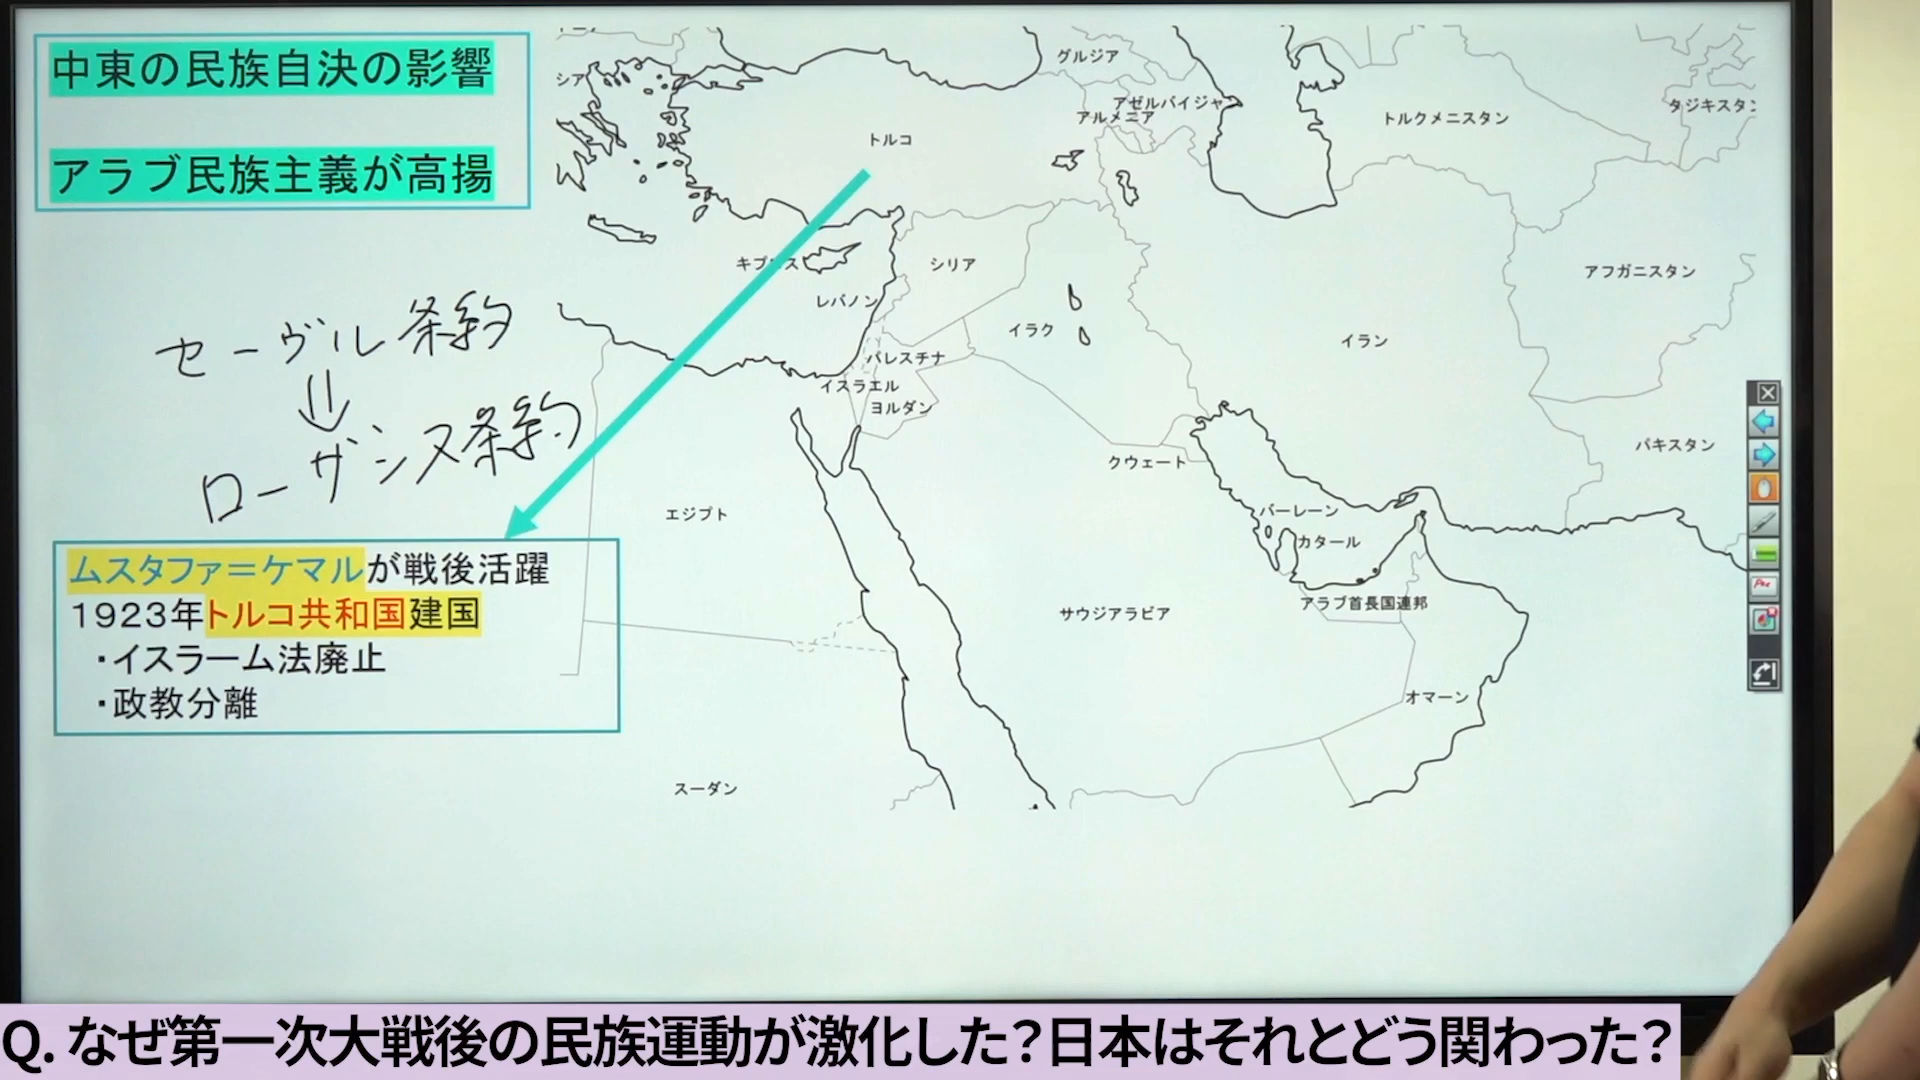 中東の民族自決の影響
アラブ民族主義が高揚
セーヴル条約
⇓
ローザンヌ条約
ムスタファ＝ケマルが戦後活躍
1923年トルコ共和国建国
・イスラーム法廃止
・政教分離
シア
グルジア
アゼルバイジャ
アルメニア
トルクメニスタン
タジキスタン
トルコ
キプロス
シリア
レバノン
アフガニスタン
イラク
イラン
パレスチナ
イスラエル
ヨルダン
パキスタン
クウェート
エジプト
バーレーン
カタール
サウジアラビア
アラブ首長国連邦
オマーン
スーダン
Q. なぜ第一次大戦後の民族運動が激化した？日本はそれとどう関わった？